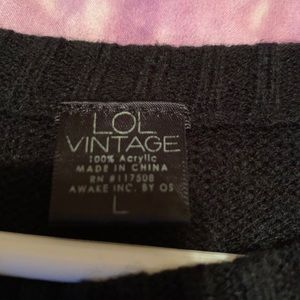 LOL
VINTAGE
100% Acrylic
MADE IN CHINA
RN #117508
AWAKE INC. BY OS
L